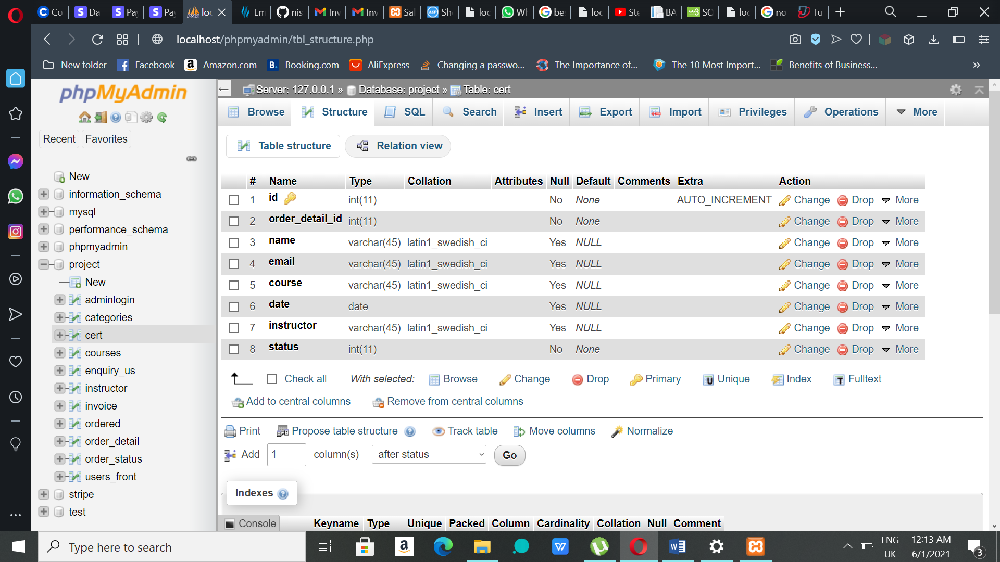 Co
Da
Pay
Pay
loc
Em
nis
Inv
Inv
Sal
Sh
loc
Wh
be
loc
Ste
BA
SC
loc
no
Tu
localhost/phpmyadmin/tbl_structure.php
New folder
Facebook
Amazon.com
Booking.com
AliExpress
Changing a passwo...
The Importance of...
The 10 Most Import...
Benefits of Business...
phpMyAdmin
Recent
Favorites
New
information_schema
mysql
performance_schema
phpmyadmin
project
New
adminlogin
categories
cert
courses
enquiry_us
instructor
invoice
ordered
order_detail
order_status
users_front
stripe
test
Server: 127.0.0.1 » Database: project » Table: cert
Browse Structure SQL Search Insert Export Import Privileges Operations More
Table structure Relation view
# Name Type Collation Attributes Null Default Comments Extra Action
1 id int(11) No None AUTO_INCREMENT Change Drop More
2 order_detail_id int(11) No None Change Drop More
3 name varchar(45) latin1_swedish_ci Yes NULL Change Drop More
4 email varchar(45) latin1_swedish_ci Yes NULL Change Drop More
5 course varchar(45) latin1_swedish_ci Yes NULL Change Drop More
6 date date Yes NULL Change Drop More
7 instructor varchar(45) latin1_swedish_ci Yes NULL Change Drop More
8 status int(11) No None Change Drop More
Check all With selected: Browse Change Drop Primary Unique Index Fulltext
Add to central columns Remove from central columns
Print Propose table structure Track table Move columns Normalize
Add 1 column(s) after status Go
Indexes
Console Keyname Type Unique Packed Column Cardinality Collation Null Comment
Type here to search
ENG
UK
12:13 AM
6/1/2021
3